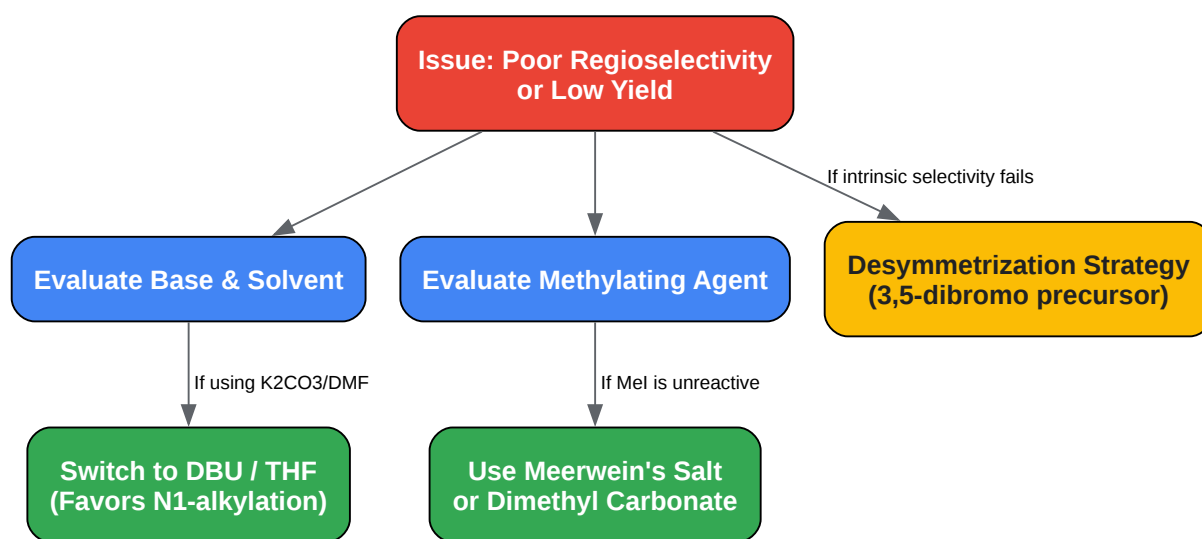 Issue: Poor Regioselectivity
or Low Yield
If intrinsic selectivity fails
Evaluate Base & Solvent
Evaluate Methylating Agent
Desymmetrization Strategy
(3,5-dibromo precursor)
If using K2CO3/DMF
If MeI is unreactive
Switch to DBU / THF
(Favors N1-alkylation)
Use Meerwein's Salt
or Dimethyl Carbonate